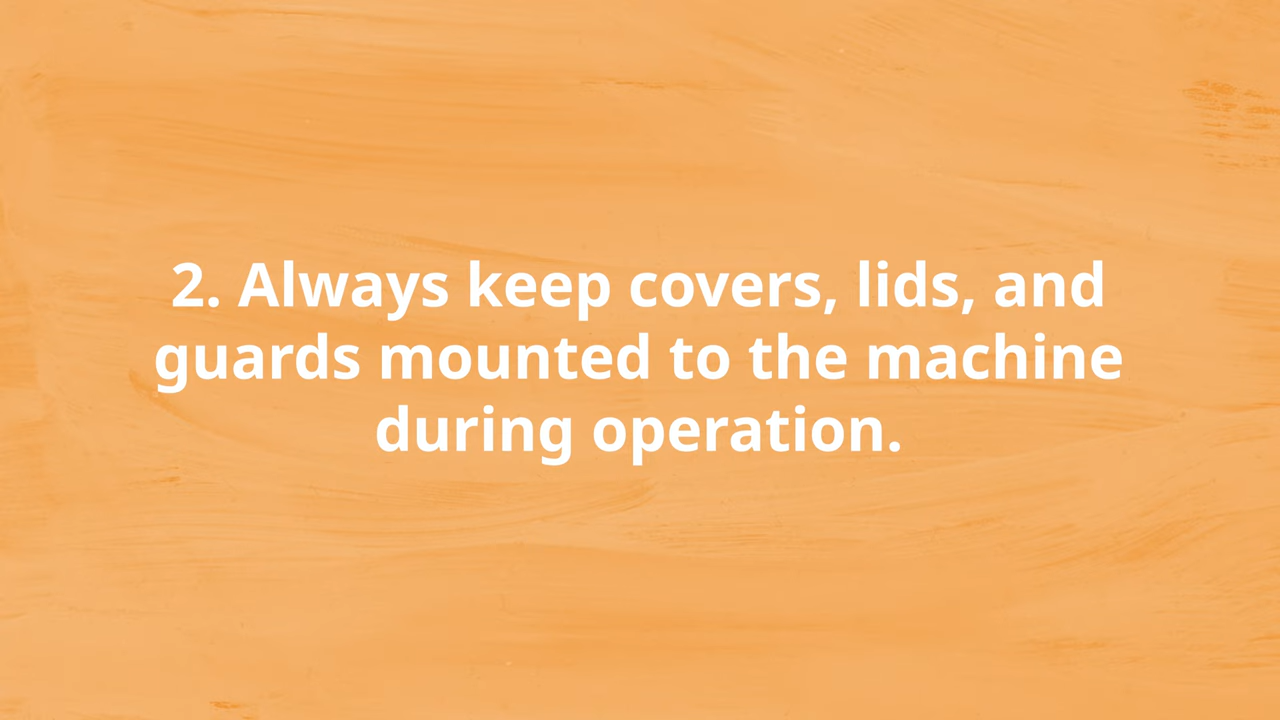 2. Always keep covers, lids, and
guards mounted to the machine
during operation.